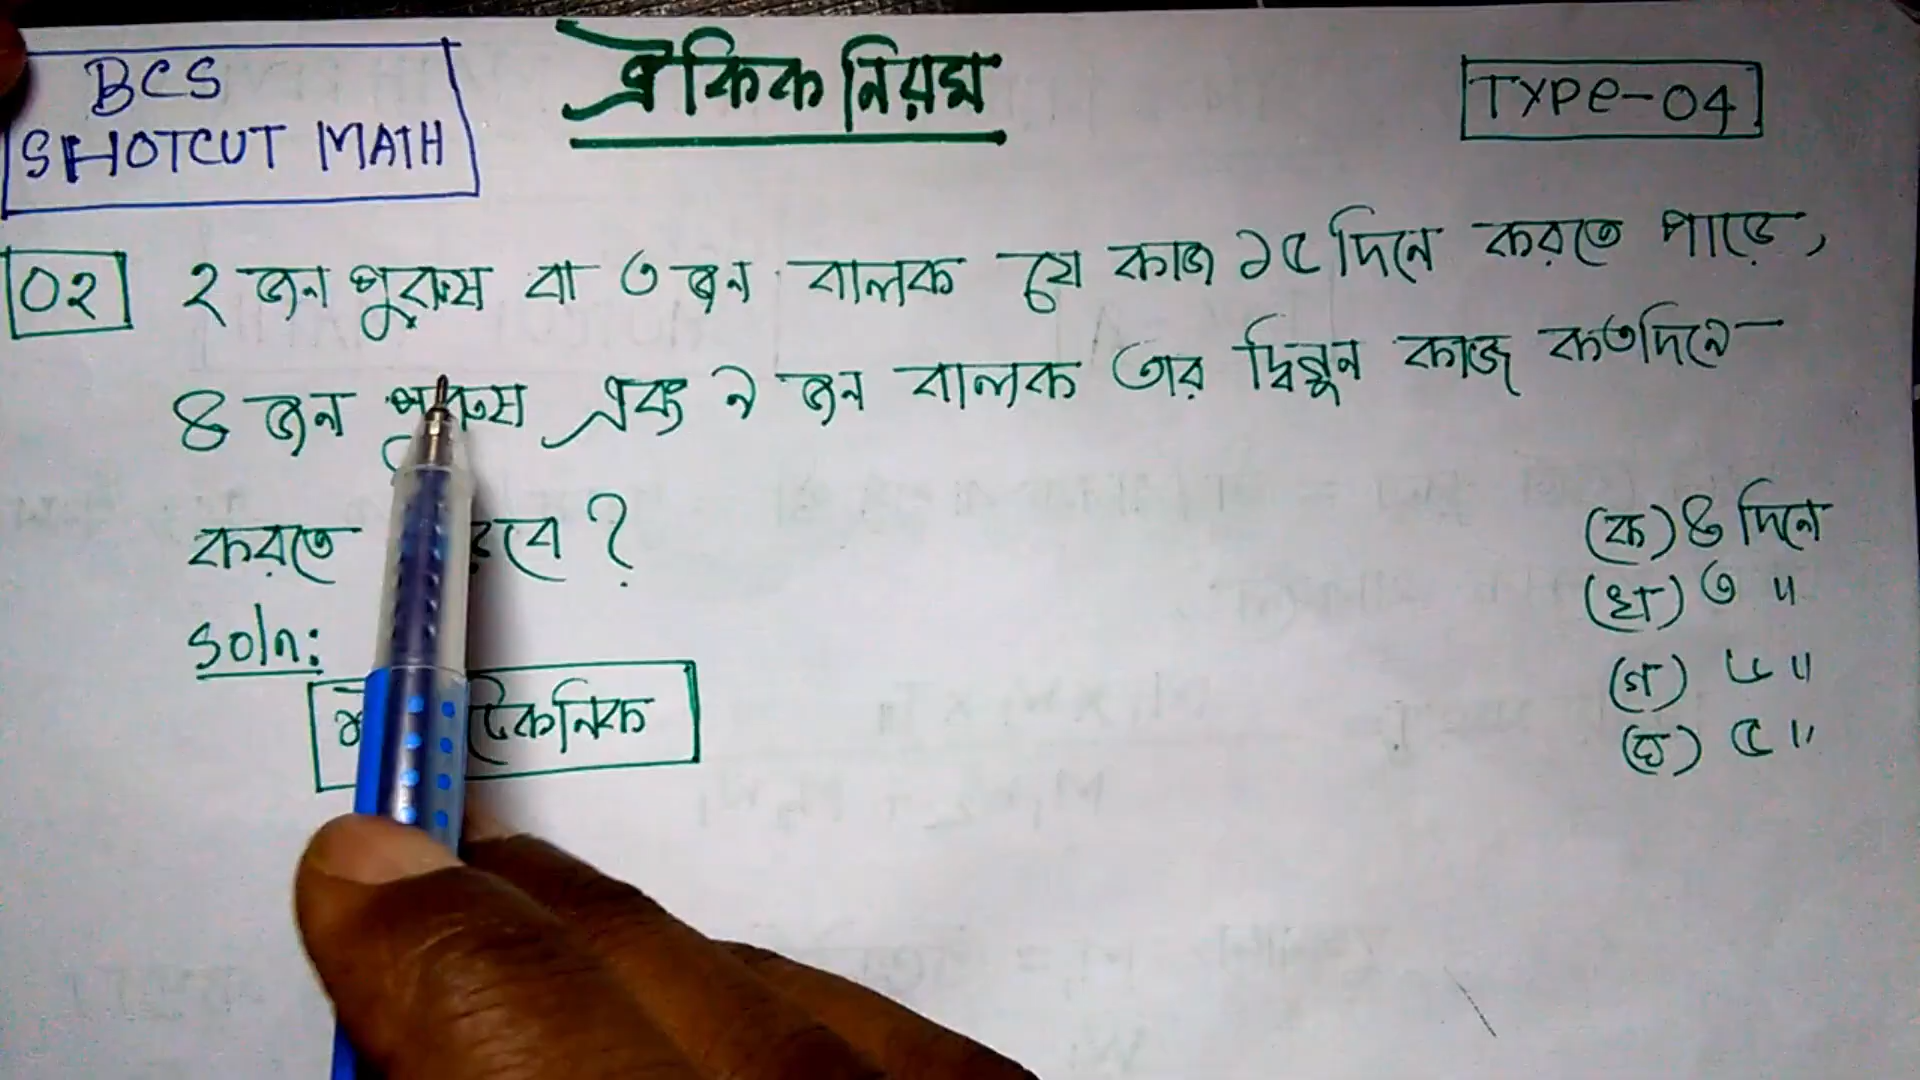 BCS
SHOTCUT MATH
ঐকিক নিয়ম
TYPE-04
০২ ২ জন পুরুষ বা ৩ জন বালক যে কাজ ১৫ দিনে করতে পারে,
৪ জন পুরুষ এবং ৯ জন বালক তার দ্বিগুন কাজ কতদিনে
করতে ?
Soln:
টেকনিক
(ক) ৪ দিনে
(খ) ৩ "
(গ) ৬ "
(ঘ) ৫ "